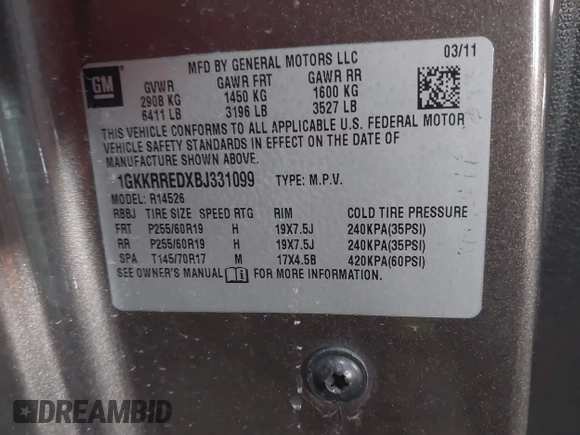 MFD BY GENERAL MOTORS LLC 03/11
GM
GVWR GAWR FRT GAWR RR
2908 KG 1450 KG 1600 KG
6411 LB 3196 LB 3527 LB
THIS VEHICLE CONFORMS TO ALL APPLICABLE U.S. FEDERAL MOTOR
VEHICLE SAFETY STANDARDS IN EFFECT ON THE DATE OF
MANUFACTURE SHOWN ABOVE.
1GKKRREDXBJ331099 TYPE: M.P.V.
MODEL: R14526
RBBJ TIRE SIZE SPEED RTG RIM COLD TIRE PRESSURE
FRT P255/60R19 H 19X7.5J 240KPA(35PSI)
RR P255/60R19 H 19X7.5J 240KPA(35PSI)
SPA T145/70R17 M 17X4.5B 420KPA(60PSI)
SEE OWNER'S MANUAL FOR MORE INFORMATION.
DREAMBID